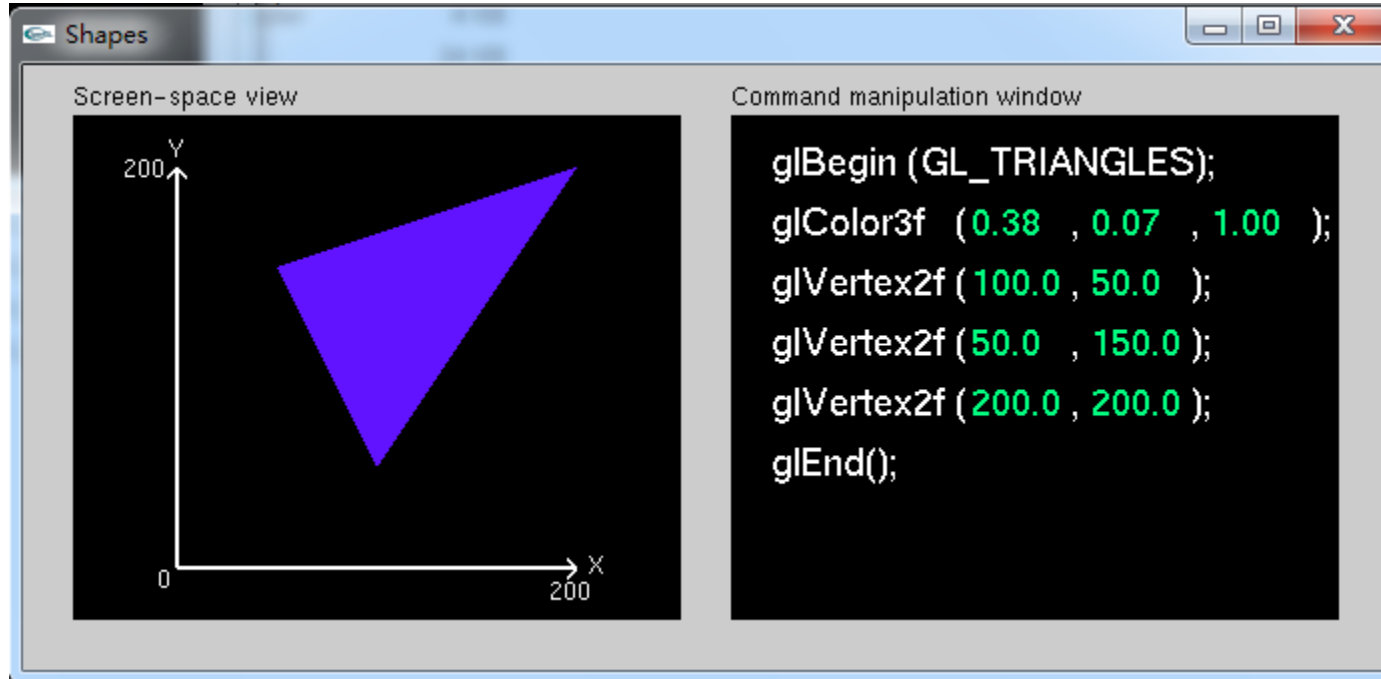 Shapes
Screen-space view
Y
200
0
X
200
Command manipulation window
glBegin (GL_TRIANGLES);
glColor3f ( 0.38 , 0.07 , 1.00 );
glVertex2f ( 100.0 , 50.0 );
glVertex2f ( 50.0 , 150.0 );
glVertex2f ( 200.0 , 200.0 );
glEnd();